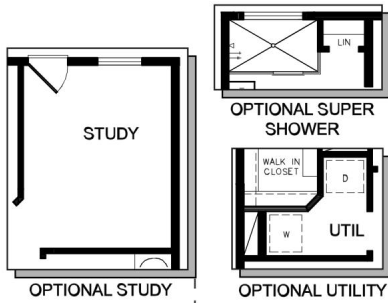 LIN
OPTIONAL SUPER
SHOWER
STUDY
WALK IN
CLOSET
D
W
UTIL
OPTIONAL STUDY
OPTIONAL UTILITY